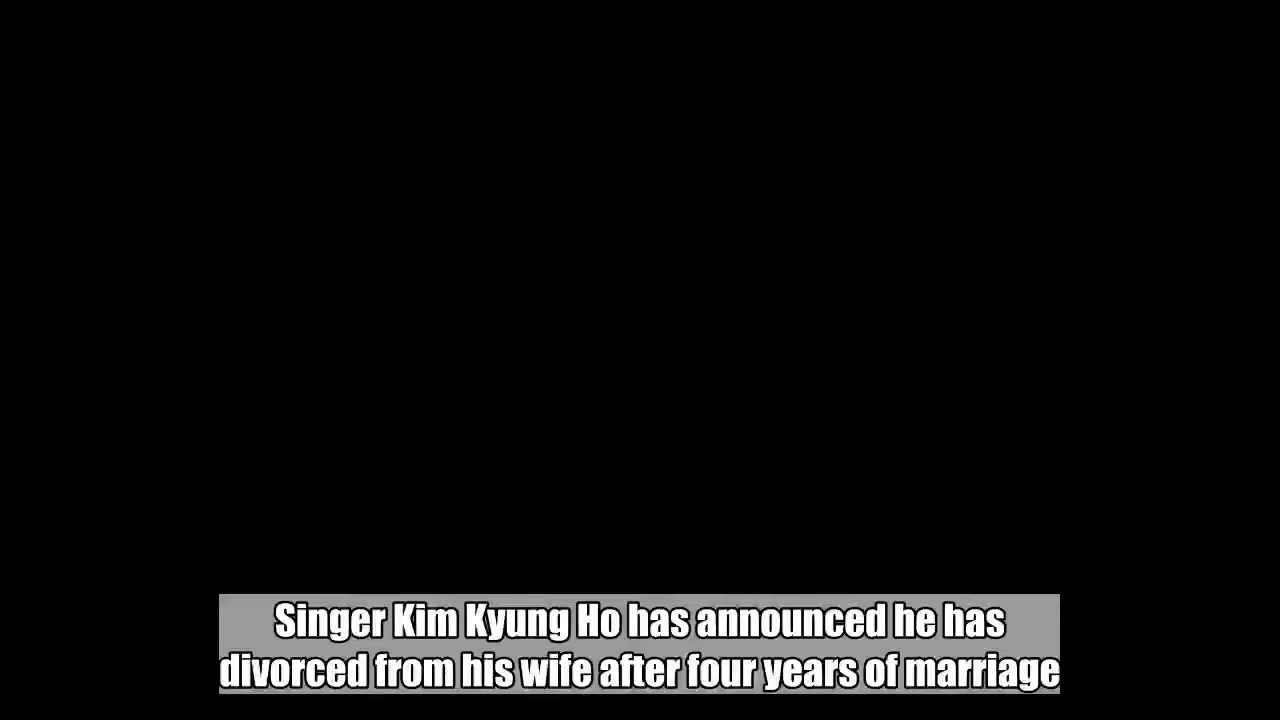 Singer Kim Kyung Ho has announced he has
divorced from his wife after four years of marriage